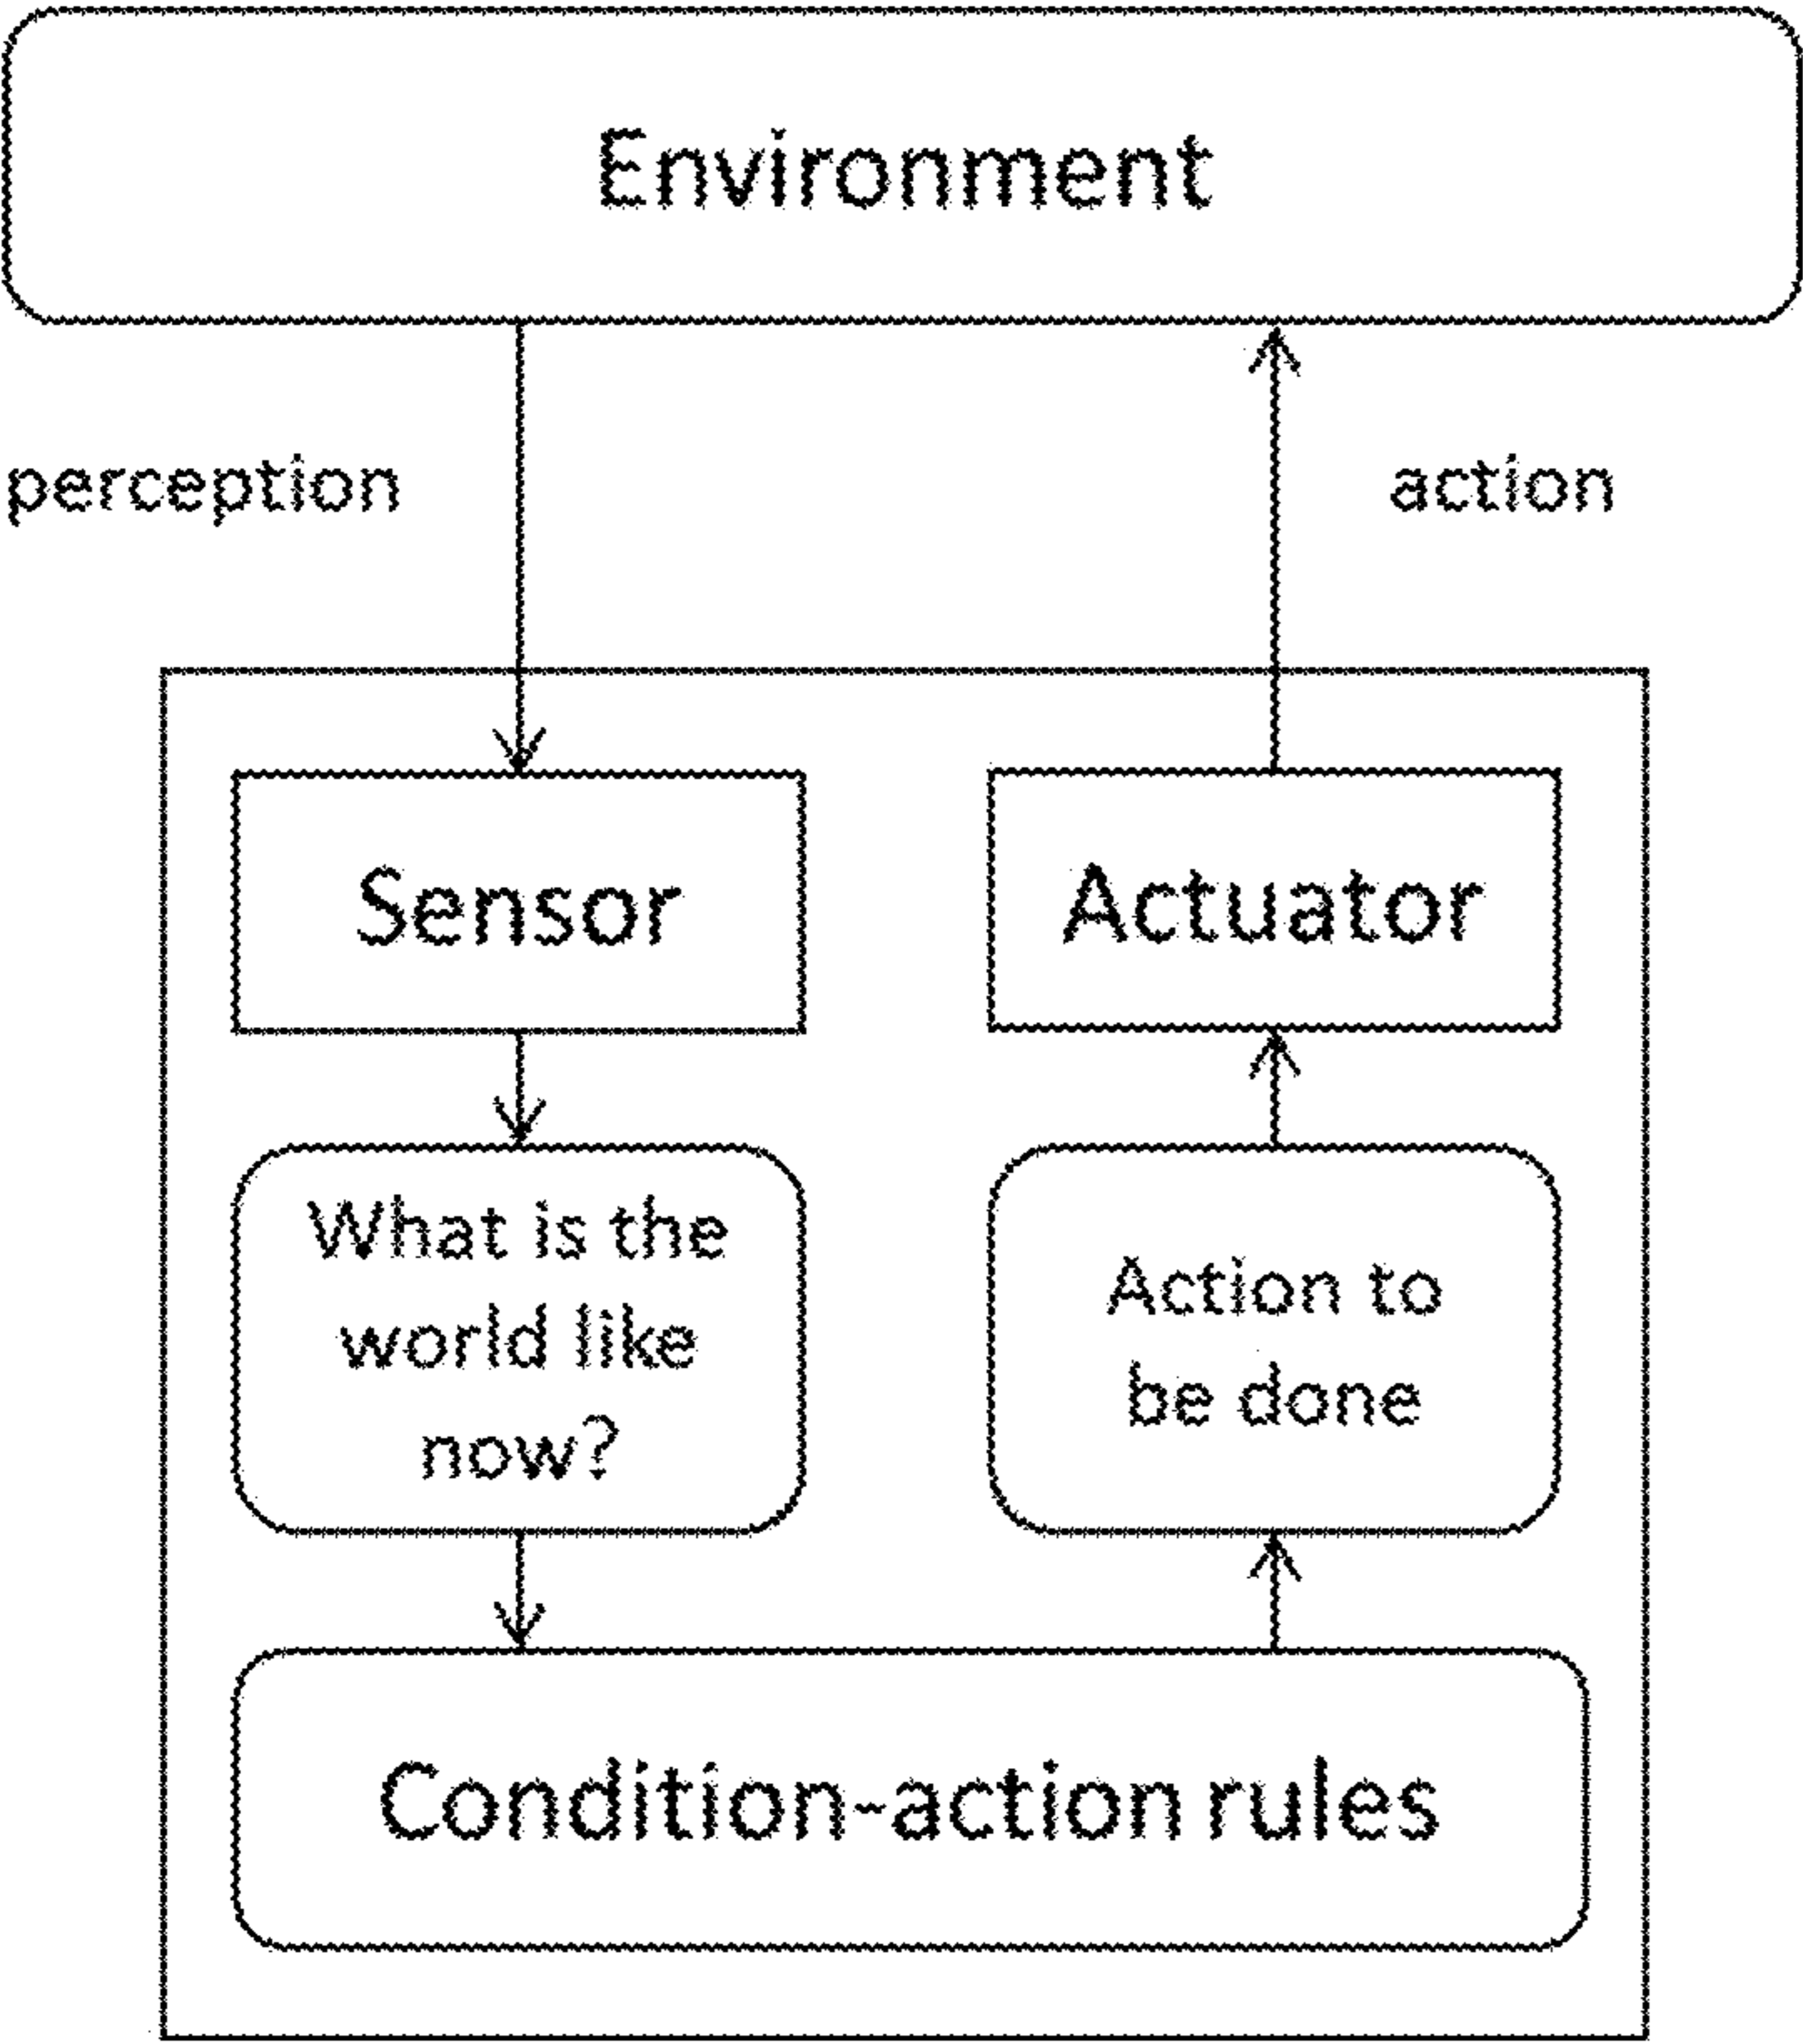 Environment
perception
action
Sensor
Actuator
What is the
world like
now?
Action to
be done
Condition-action rules